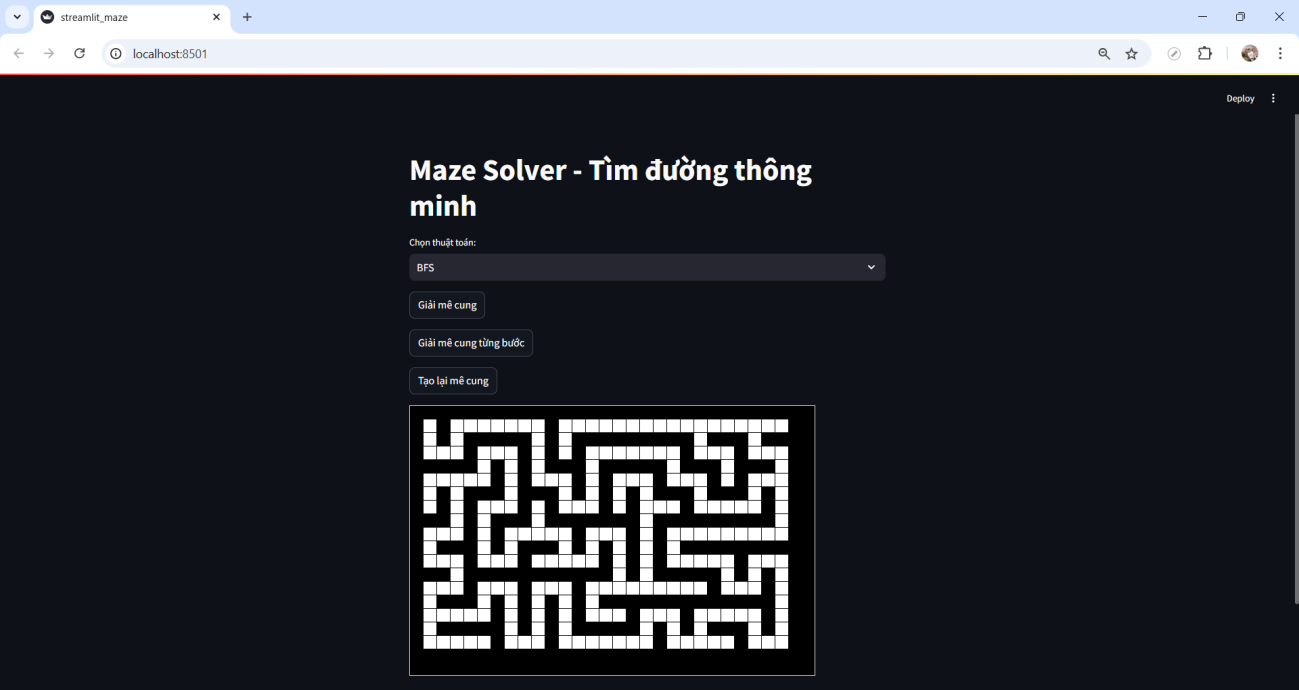 streamlit_maze
localhost:8501
Deploy
Maze Solver - Tìm đường thông
minh
Chọn thuật toán:
BFS
Giải mê cung
Giải mê cung từng bước
Tạo lại mê cung